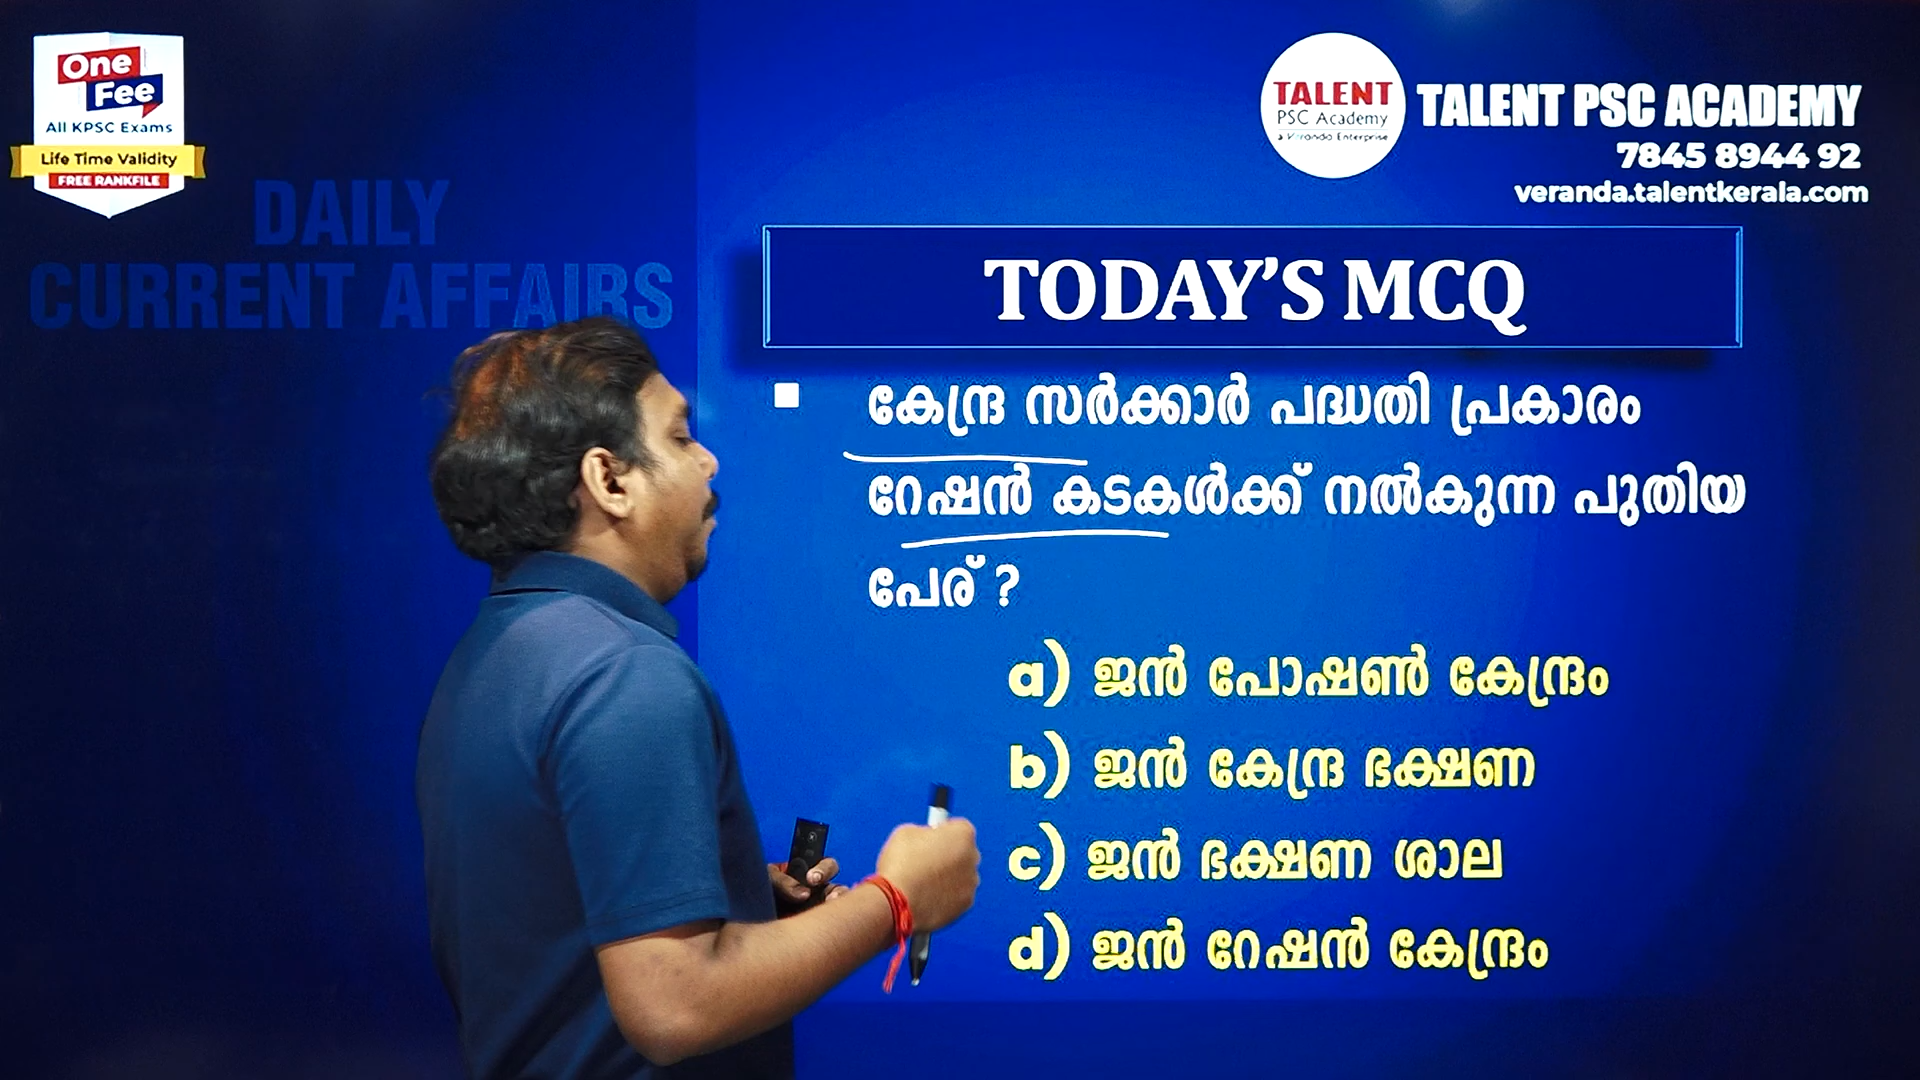 One
Fee
All KPSC Exams
Life Time Validity
FREE RANKFILE
DAILY
CURRENT AFFAIRS
TALENT
PSC Academy
a Veranda Enterprise
TALENT PSC ACADEMY
7845 8944 92
veranda.talentkerala.com
TODAY'S MCQ
കേന്ദ്ര സർക്കാർ പദ്ധതി പ്രകാരം
റേഷൻ കടകൾക്ക് നൽകുന്ന പുതിയ
പേര് ?
a) ജൻ പോഷൺ കേന്ദ്രം
b) ജൻ കേന്ദ്ര ഭക്ഷണ
c) ജൻ ഭക്ഷണ ശാല
d) ജൻ റേഷൻ കേന്ദ്രം